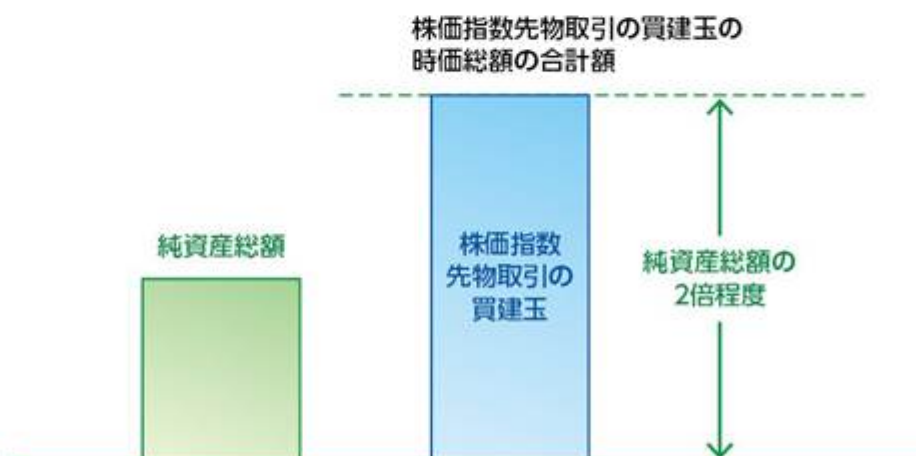 株価指数先物取引の買建玉の
時価総額の合計額
純資産総額
株価指数
先物取引の
買建玉
純資産総額の
2倍程度